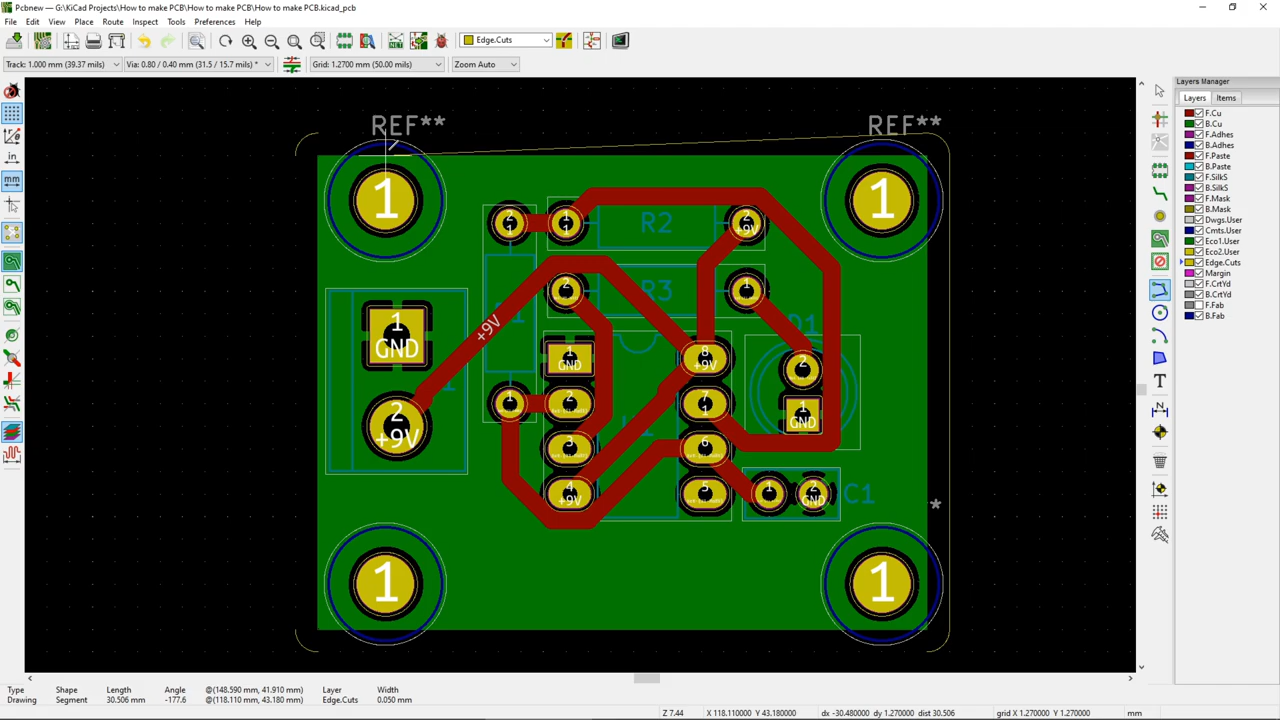 Pcbnew — G:\KiCad Projects\How to make PCB\How to make PCB\How to make PCB.kicad_pcb
File Edit View Place Route Inspect Tools Preferences Help
NET
Edge.Cuts
Track: 1.000 mm (39.37 mils) Via: 0.80 / 0.40 mm (31.5 / 15.7 mils) * Grid: 1.2700 mm (50.00 mils) Zoom Auto
Layers Manager
Layers Items
F.Cu
B.Cu
F.Adhes
B.Adhes
F.Paste
B.Paste
F.SilkS
B.SilkS
F.Mask
B.Mask
Dwgs.User
Cmts.User
Eco1.User
Eco2.User
Edge.Cuts
Margin
F.CrtYd
B.CrtYd
F.Fab
B.Fab
in
mm
T
N
REF** REF**
1 1
2 1 1 1 R2 2 +9V
2 R3 1
1 GND
+9V
1 GND
8 +9V
D1
2
2 7 1
1 GND
2 +9V
3 6
4 +9V 5
1 2 GND C1
*
1 1
Type Shape Length Angle @(148.590 mm, 41.910 mm) Layer Width
Drawing Segment 30.506 mm -177.6 @(118.110 mm, 43.180 mm) Edge.Cuts 0.050 mm
Z 7.44 X 118.110000 Y 43.180000 dx -30.480000 dy 1.270000 dist 30.506 grid X 1.270000 Y 1.270000 mm